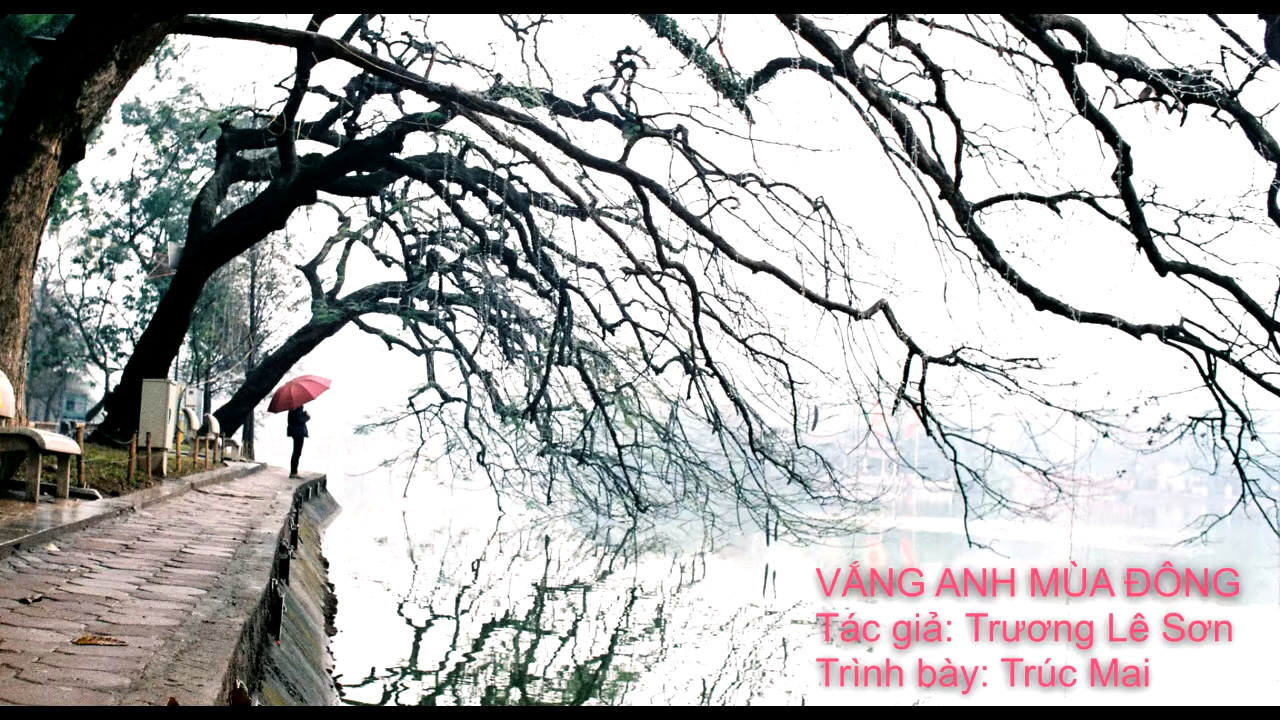 VẮNG ANH MÙA ĐÔNG
Tác giả: Trương Lê Sơn
Trình bày: Trúc Mai